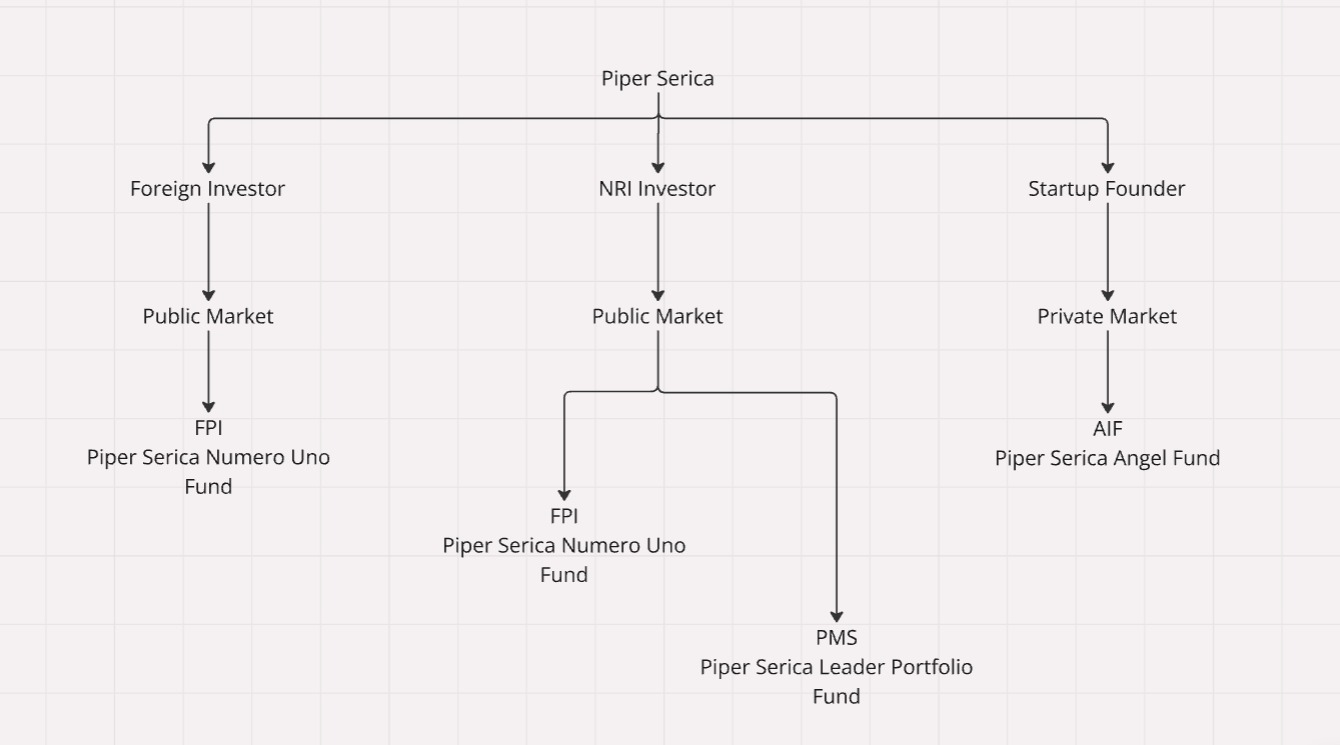 Piper Serica
Foreign Investor
NRI Investor
Startup Founder
Public Market
Public Market
Private Market
FPI
Piper Serica Numero Uno
Fund
AIF
Piper Serica Angel Fund
FPI
Piper Serica Numero Uno
Fund
PMS
Piper Serica Leader Portfolio
Fund